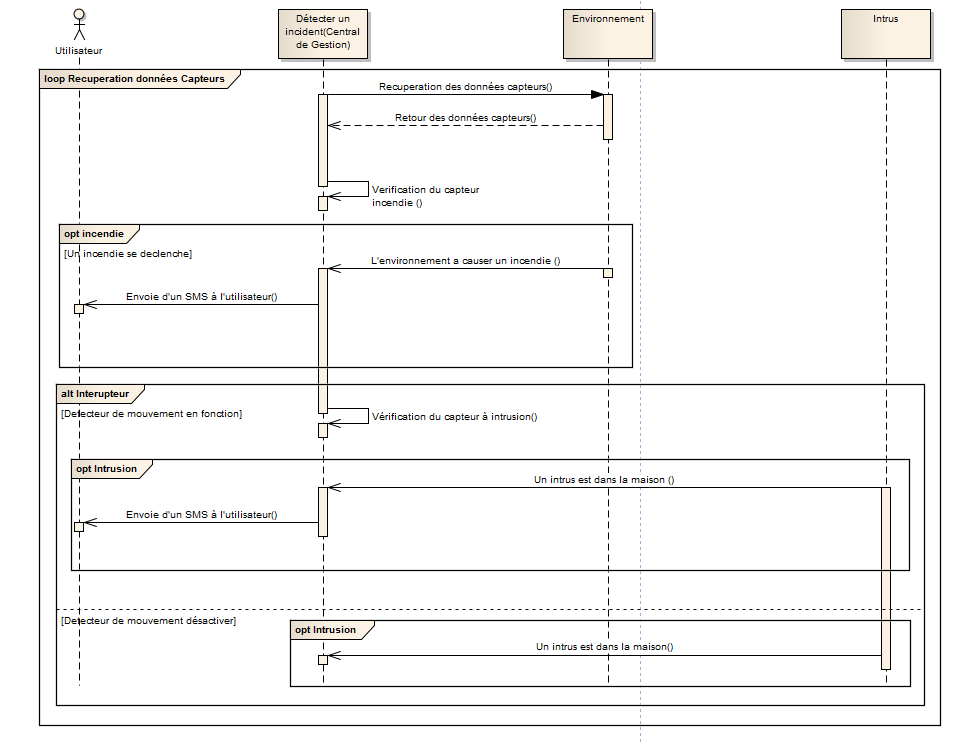 Utilisateur
Détecter un
incident(Central
de Gestion)
Environnement
Intrus
loop Recuperation données Capteurs
Recuperation des données capteurs()
Retour des données capteurs()
Verification du capteur
incendie ()
opt incendie
[Un incendie se declenche]
L'environnement a causer un incendie ()
Envoie d'un SMS à l'utilisateur()
alt Interupteur
[Detecteur de mouvement en fonction]
Vérification du capteur à intrusion()
opt Intrusion
Un intrus est dans la maison ()
Envoie d'un SMS à l'utilisateur()
[Detecteur de mouvement désactiver]
opt Intrusion
Un intrus est dans la maison()